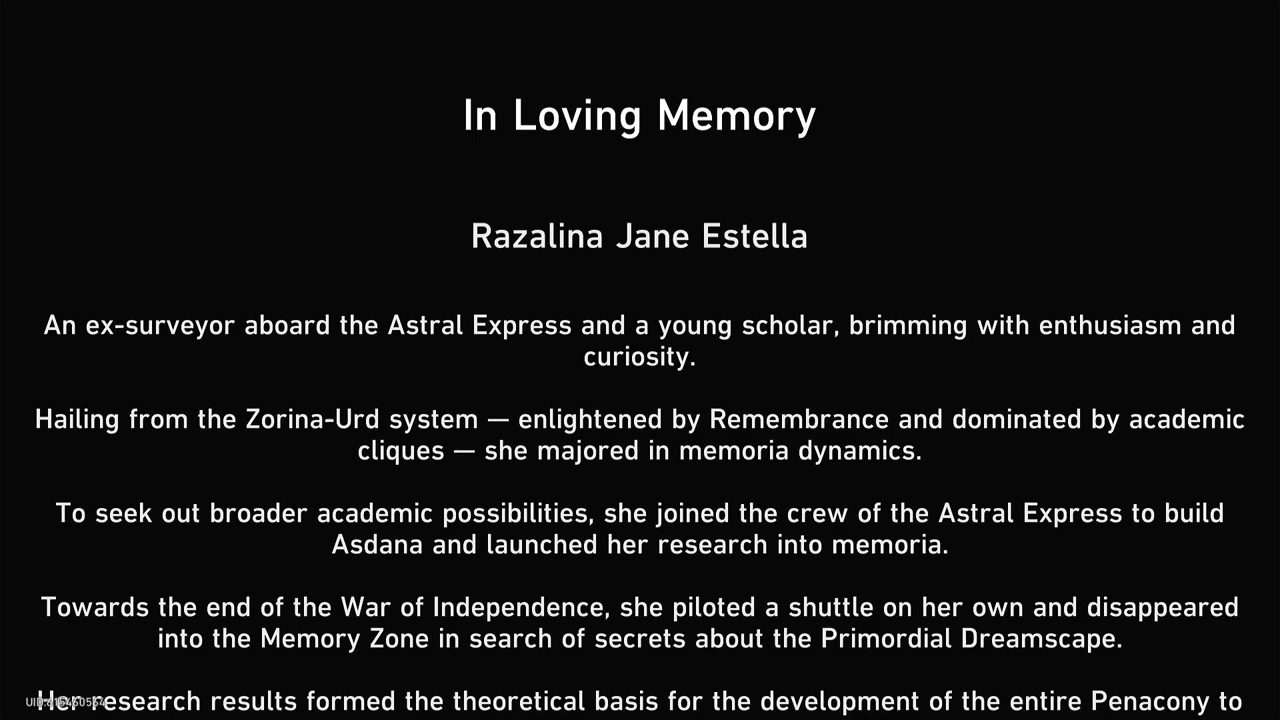 In Loving Memory
Razalina Jane Estella
An ex-surveyor aboard the Astral Express and a young scholar, brimming with enthusiasm and
curiosity.
Hailing from the Zorina-Urd system — enlightened by Remembrance and dominated by academic
cliques — she majored in memoria dynamics.
To seek out broader academic possibilities, she joined the crew of the Astral Express to build
Asdana and launched her research into memoria.
Towards the end of the War of Independence, she piloted a shuttle on her own and disappeared
into the Memory Zone in search of secrets about the Primordial Dreamscape.
Her research results formed the theoretical basis for the development of the entire Penacony to